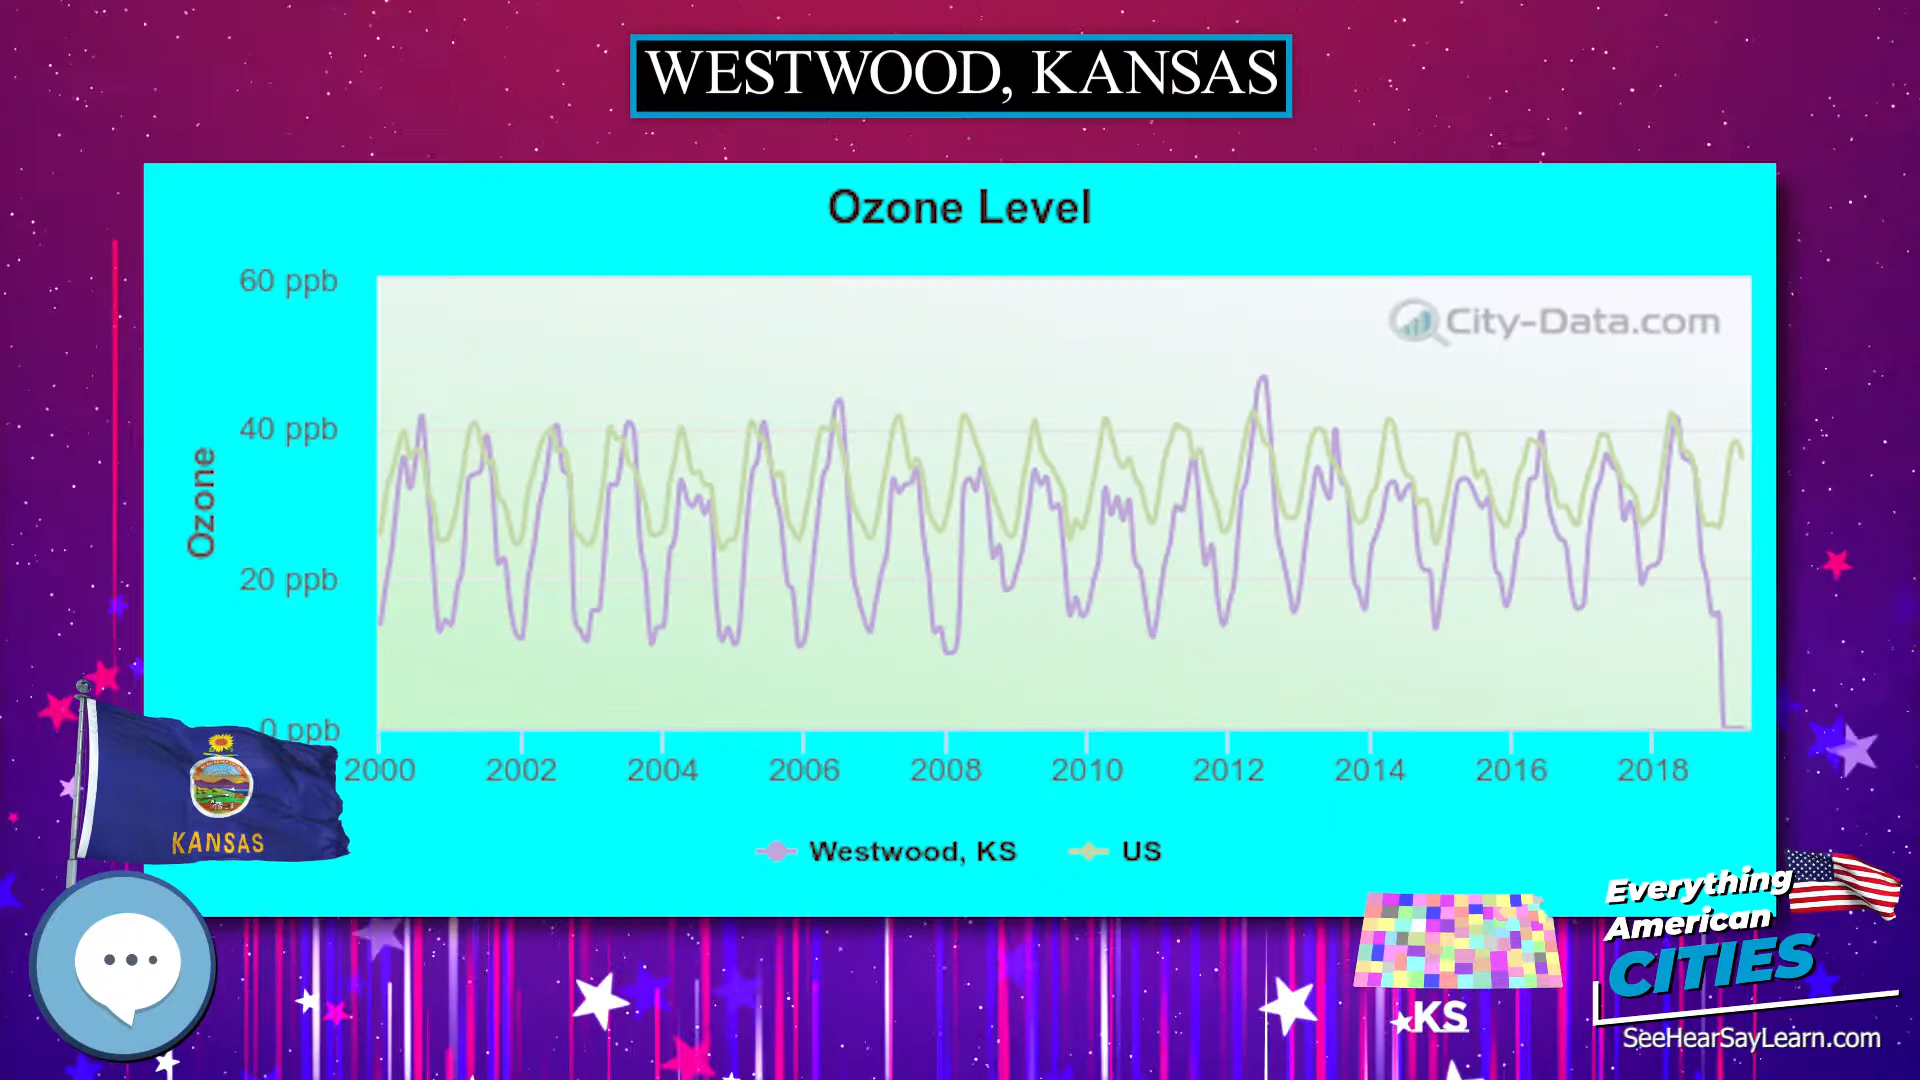 WESTWOOD, KANSAS
Ozone Level
60 ppb
City-Data.com
40 ppb
Ozone
20 ppb
0 ppb
2000 2002 2004 2006 2008 2010 2012 2014 2016 2018
KANSAS
Westwood, KS US
Everything
American
CITIES
KS
SeeHearSayLearn.com